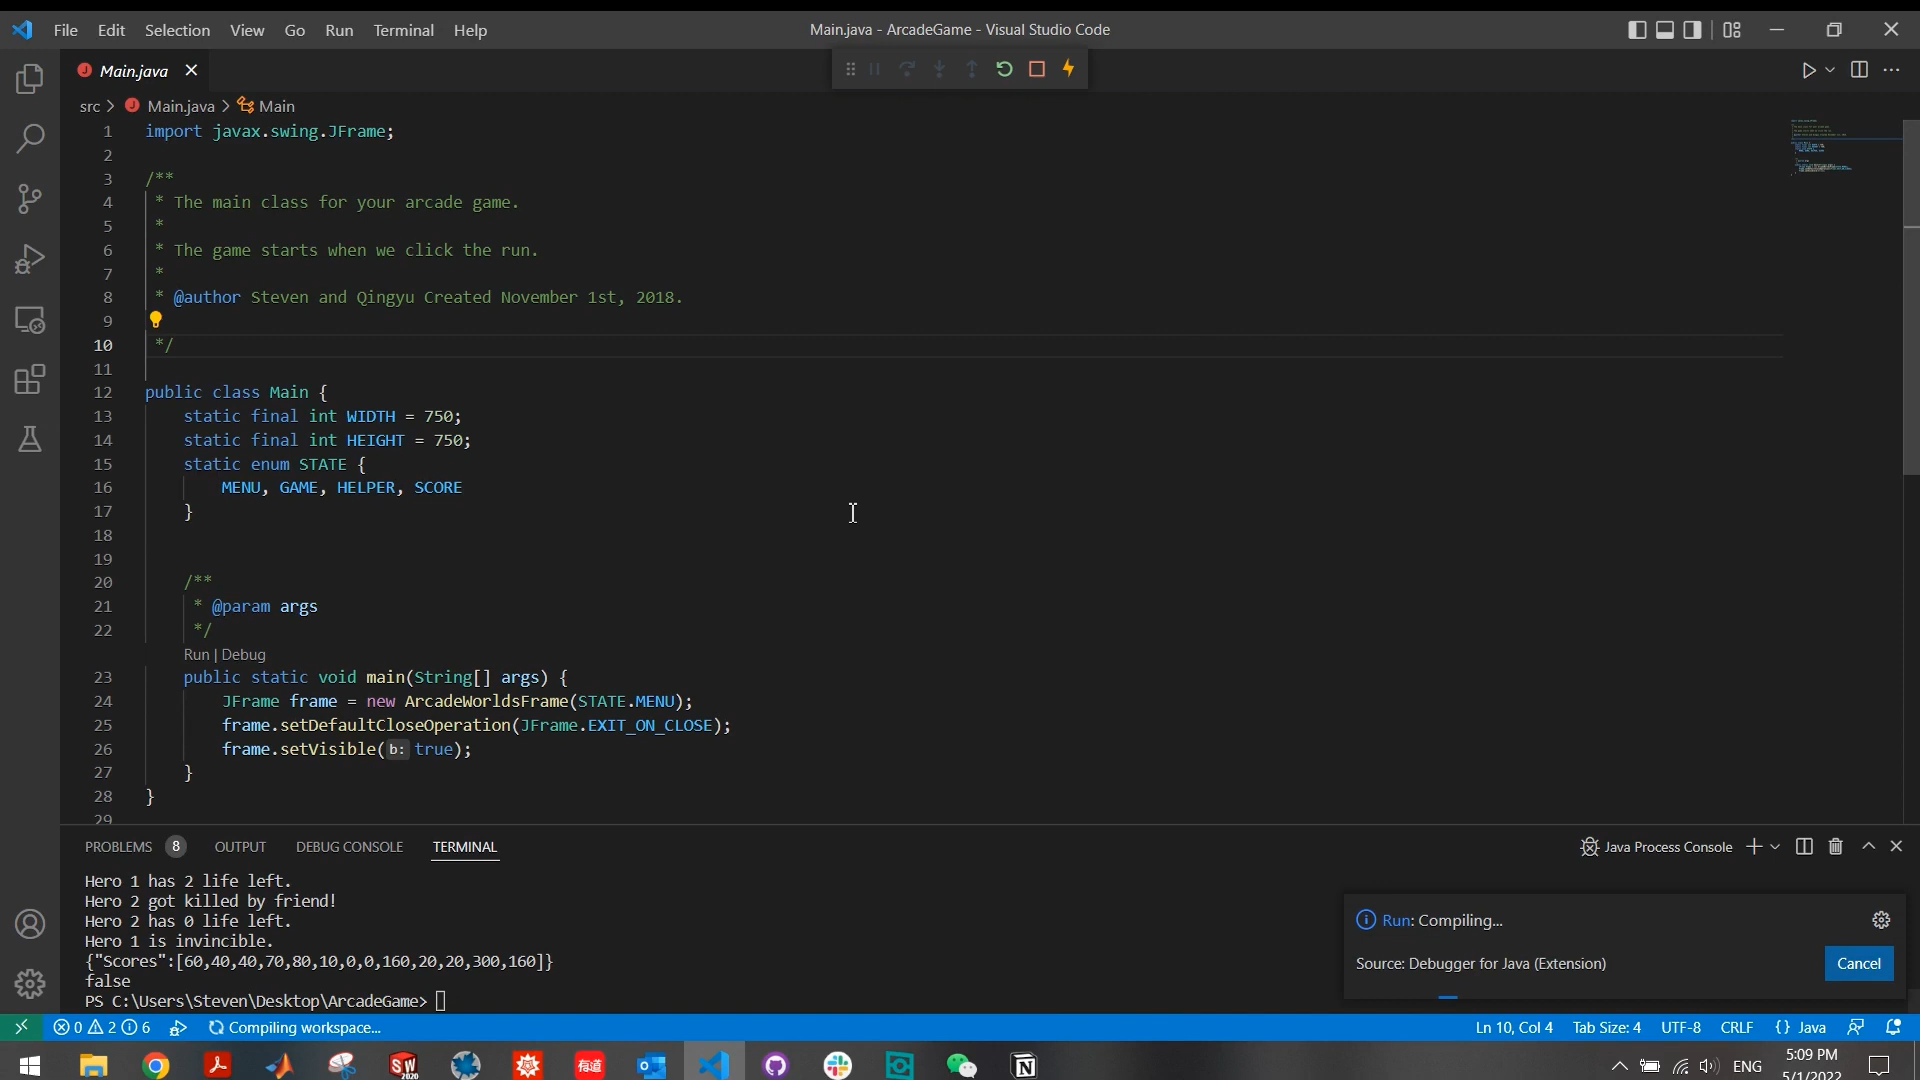 File Edit Selection View Go Run Terminal Help
Main.java - ArcadeGame - Visual Studio Code
Main.java
src > Main.java > Main
1 import javax.swing.JFrame;
2
3 /**
4 * The main class for your arcade game.
5 *
6 * The game starts when we click the run.
7 *
8 * @author Steven and Qingyu Created November 1st, 2018.
9
10 */
11
12 public class Main {
13 static final int WIDTH = 750;
14 static final int HEIGHT = 750;
15 static enum STATE {
16 MENU, GAME, HELPER, SCORE
17 }
18
19
20 /**
21 * @param args
22 */
Run | Debug
23 public static void main(String[] args) {
24 JFrame frame = new ArcadeWorldsFrame(STATE.MENU);
25 frame.setDefaultCloseOperation(JFrame.EXIT_ON_CLOSE);
26 frame.setVisible(b: true);
27 }
28 }
29
PROBLEMS 8 OUTPUT DEBUG CONSOLE TERMINAL
Java Process Console
Hero 1 has 2 life left.
Hero 2 got killed by friend!
Hero 2 has 0 life left.
Hero 1 is invincible.
{"Scores":[60,40,40,70,80,10,0,0,160,20,20,300,160]}
false
PS C:\Users\Steven\Desktop\ArcadeGame>
Run: Compiling...
Source: Debugger for Java (Extension)
Cancel
0 2 6 Compiling workspace...
Ln 10, Col 4 Tab Size: 4 UTF-8 CRLF {} Java
SW 2020
有道
ENG
5:09 PM
5/1/2022